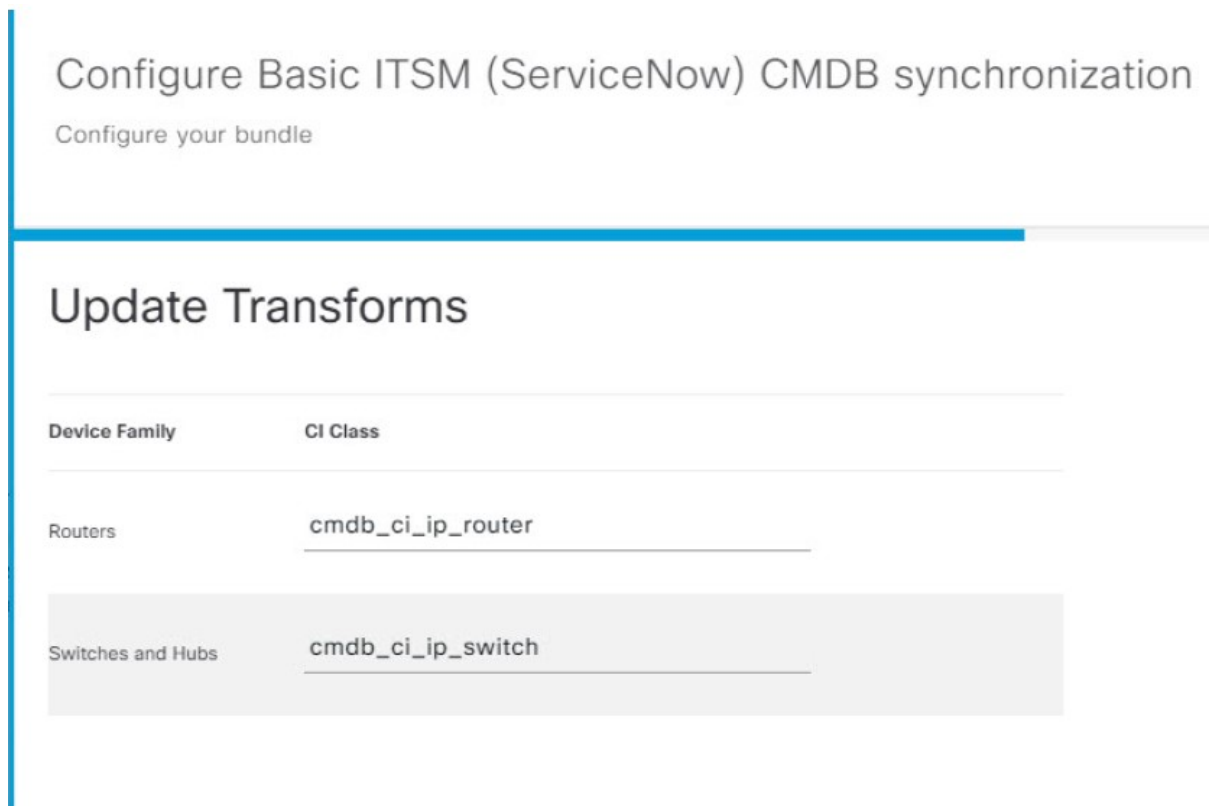 Configure Basic ITSM (ServiceNow) CMDB synchronization
Configure your bundle
Update Transforms
Device Family CI Class
Routers cmdb_ci_ip_router
Switches and Hubs cmdb_ci_ip_switch